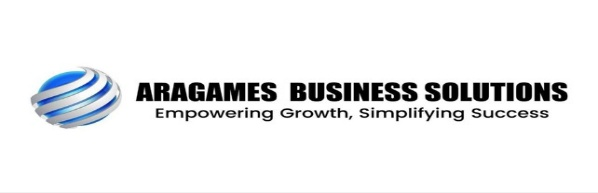 ARAGAMES BUSINESS SOLUTIONS
Empowering Growth, Simplifying Success